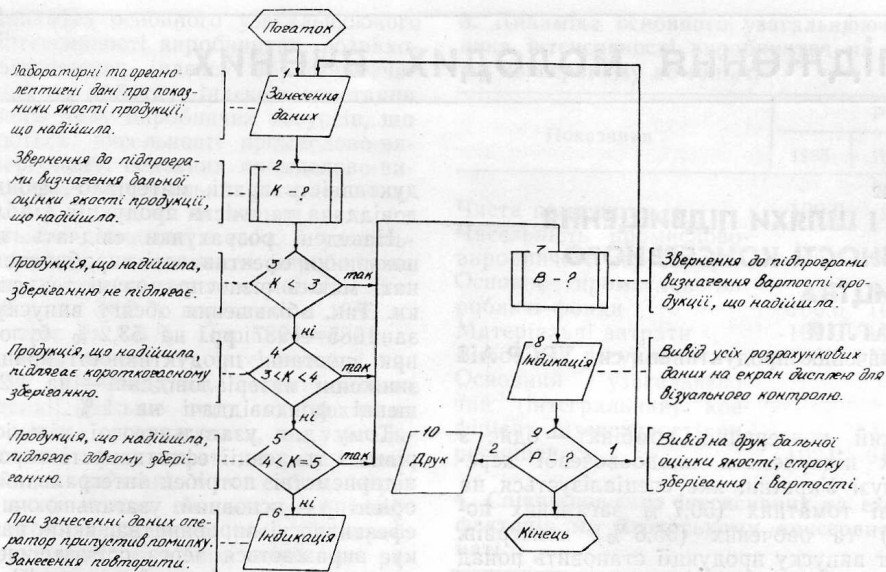 Початок
Лабораторні та органо-
лептичні дані про показ-
ники якості продукції,
що надійшла.
1
Занесення
даних
Звернення до підпрогра-
ми визначення бальної
оцінки якості продукції,
що надійшла.
2
К - ?
Продукція, що надійшла,
зберіганню не підлягає.
3
К ≤ 3
так
ні
Продукція, що надійшла,
підлягає короткому
зберіганню.
4
3 < К ≤ 4
так
ні
Продукція, що надійшла,
підлягає довгому, збері-
ганню.
5
4 < К = 5
так
ні
При занесенні даних опе-
ратор припустив помилку.
Занесення повторити.
6
Індикація
7
В - ?
Звернення до підпрограми
визначення вартості про-
дукції, що надійшла.
8
Індикація
Вивід усіх розрахункових
даних на екран дисплею для
візуального контролю.
9
Р - ?
1
2
Вивід на друк бальної
оцінки якості, строку
зберігання і вартості.
10
Друк
Кінець